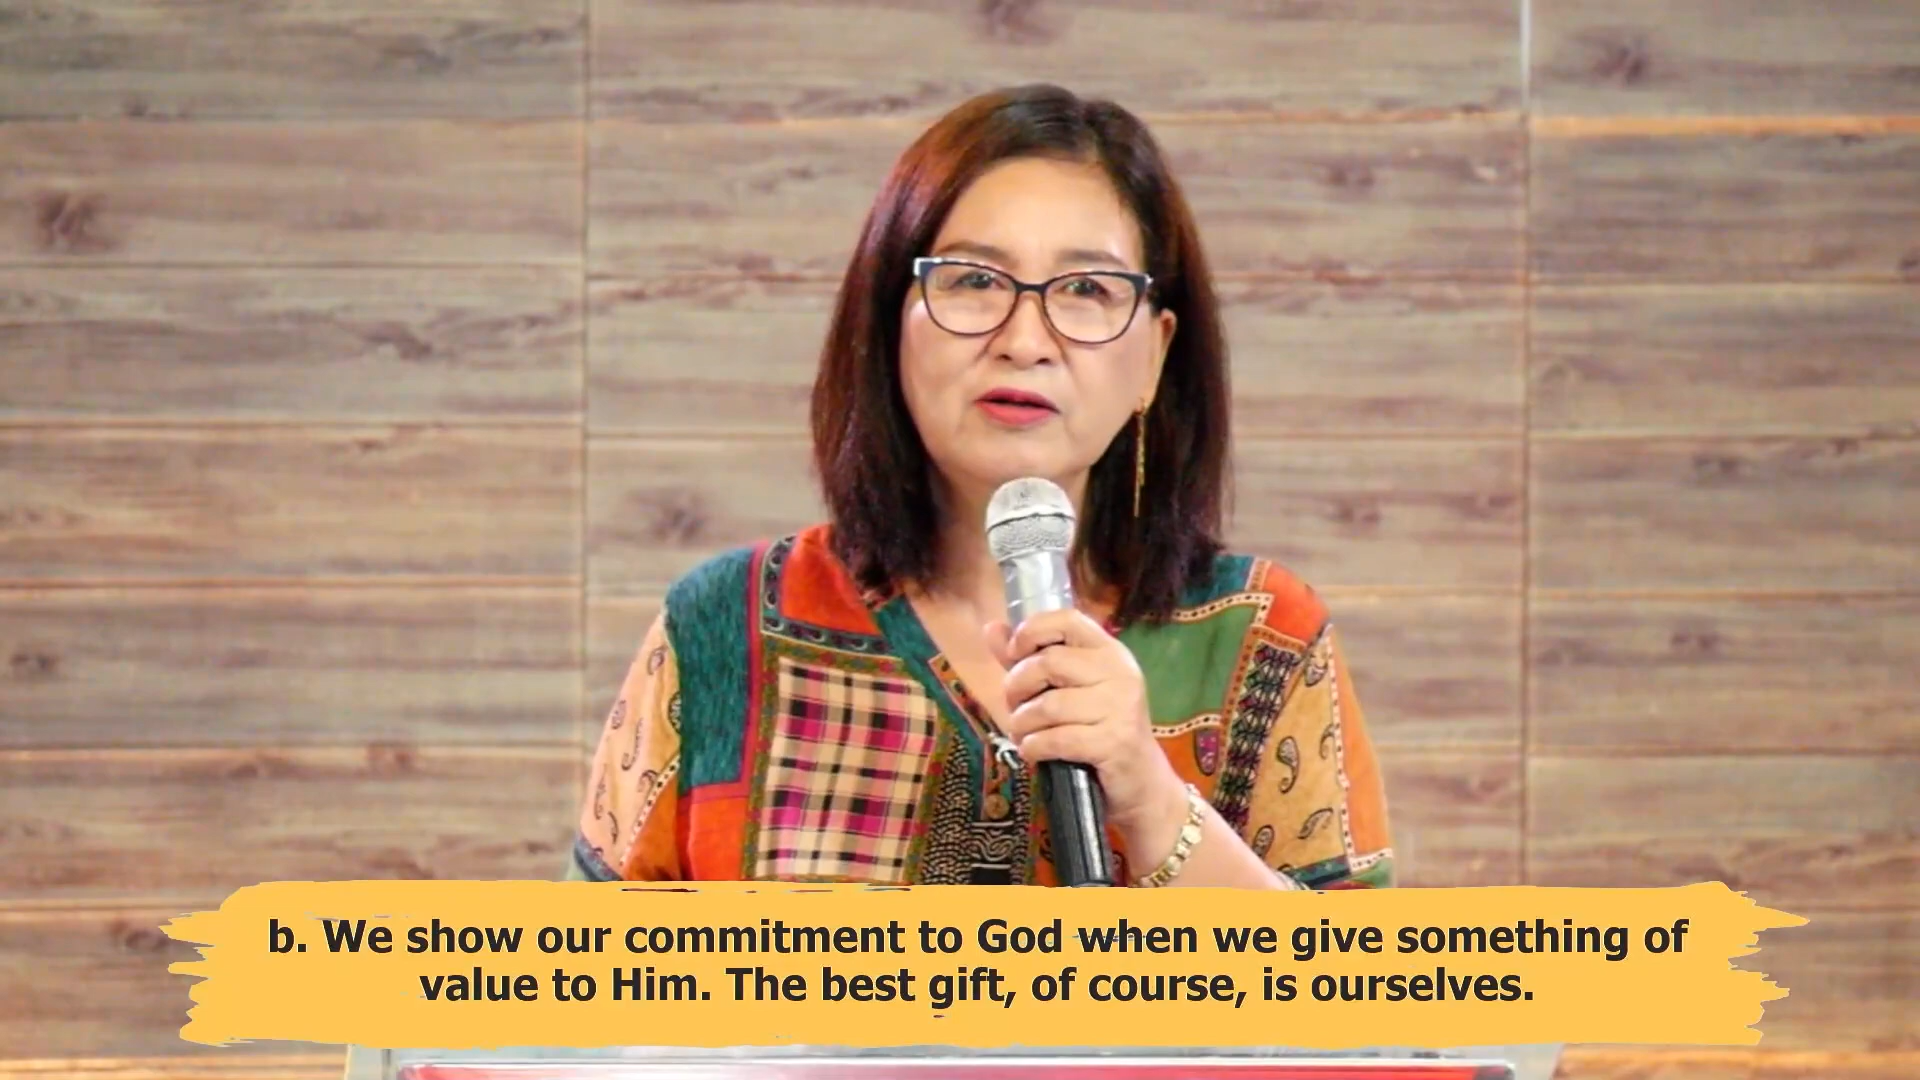 b. We show our commitment to God when we give something of
value to Him. The best gift, of course, is ourselves.